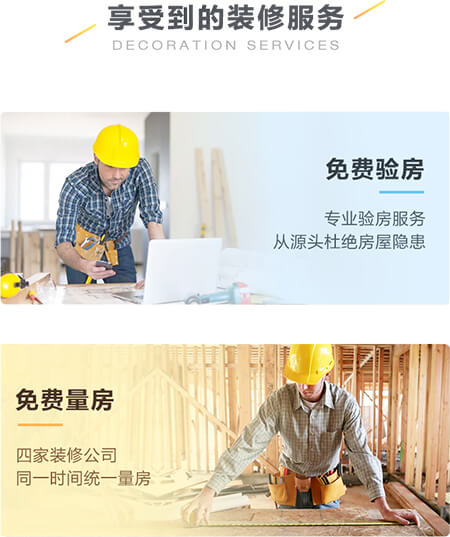 享受到的装修服务
DECORATION SERVICES
免费验房
专业验房服务
从源头杜绝房屋隐患
免费量房
四家装修公司
同一时间统一量房